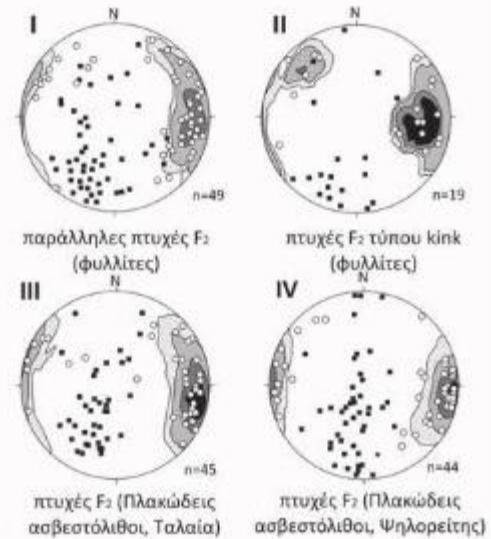 I
N
n=49
παράλληλες πτυχές F₂
(φυλλίτες)
II
N
n=19
πτυχές F₂ τύπου kink
(φυλλίτες)
III
N
n=45
πτυχές F₂ (Πλακώδεις
ασβεστόλιθοι, Ταλαία)
IV
N
n=44
πτυχές F₂ (Πλακώδεις
ασβεστόλιθοι, Ψηλορείτης)